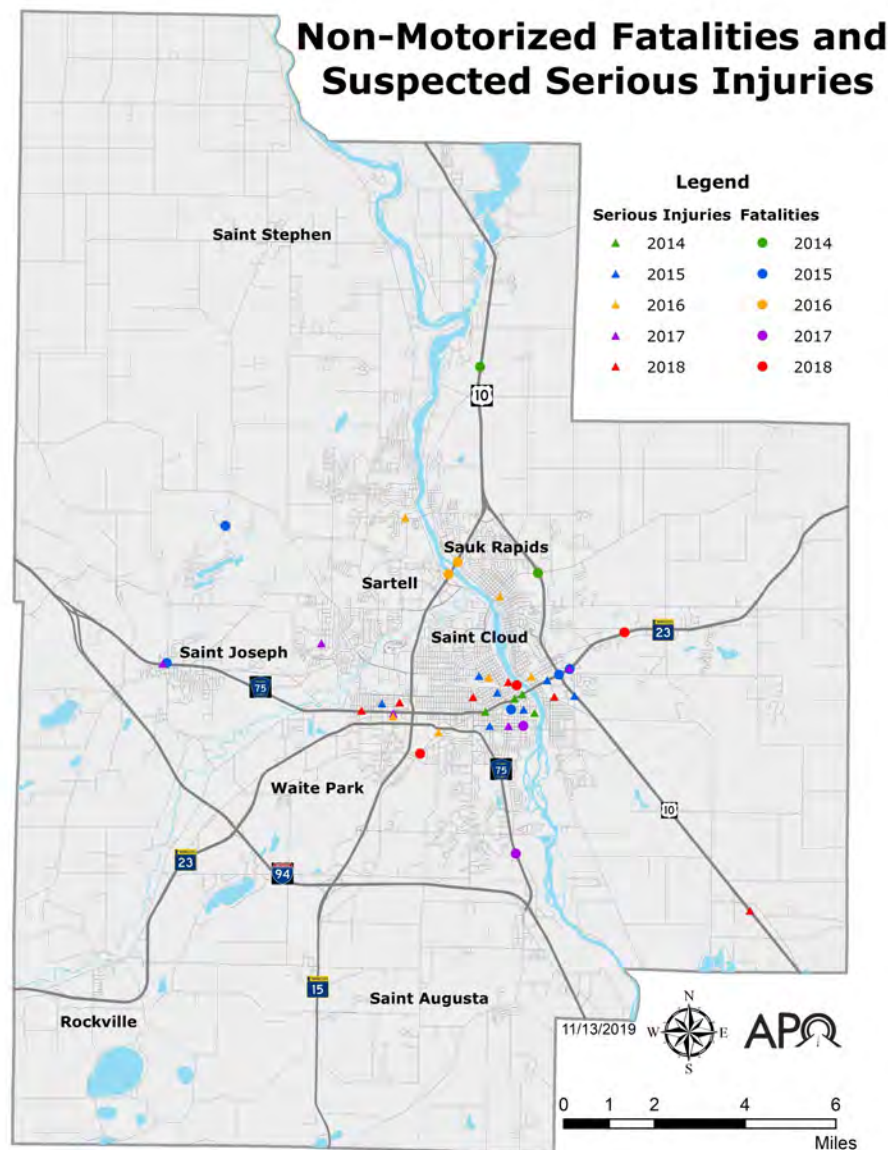 Non-Motorized Fatalities and
Suspected Serious Injuries
Legend
Serious Injuries Fatalities
2014 2014
2015 2015
2016 2016
2017 2017
2018 2018
Saint Stephen
10
Sauk Rapids
Sartell
Saint Cloud
23
Saint Joseph
75
Waite Park
75
10
23
94
15
Saint Augusta
Rockville
11/13/2019
N
W E
S
APO
0 1 2 4 6
Miles